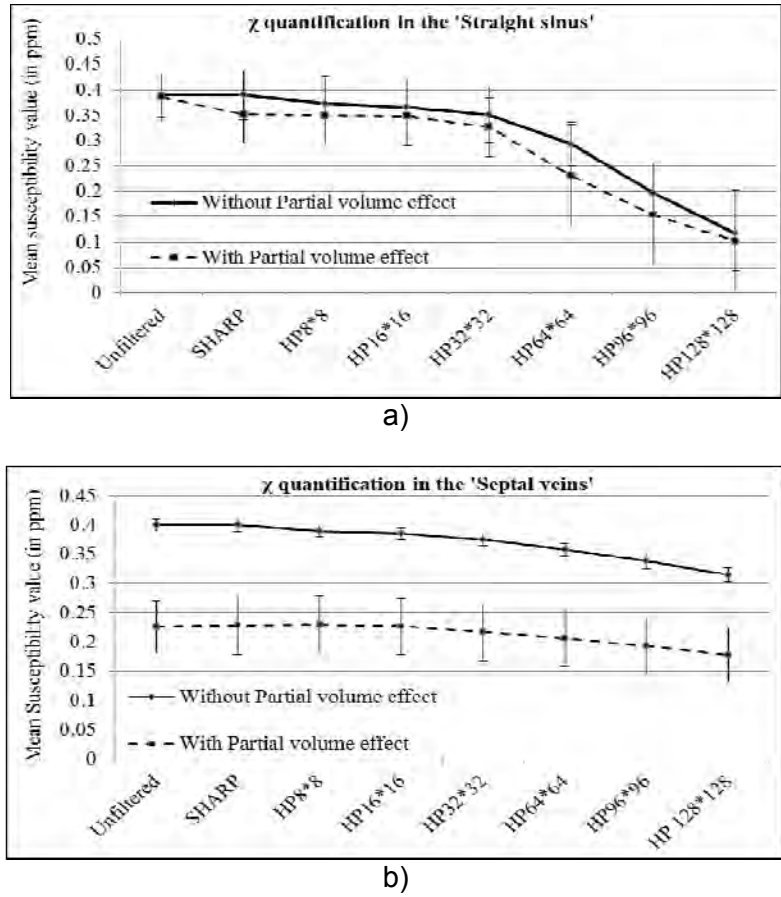 χ quantification in the 'Straight sinus'
Mean susceptibility value (in ppm)
0.5
0.45
0.4
0.35
0.3
0.25
0.2
0.15
0.1
0.05
0
Without Partial volume effect
With Partial volume effect
Unfiltered
SHARP
HP8*8
HP16*16
HP32*32
HP64*64
HP96*96
HP128*128
a)
χ quantification in the 'Septal veins'
Mean Susceptibility value (in ppm)
0.45
0.4
0.35
0.3
0.25
0.2
0.15
0.1
0.05
0
Without Partial volume effect
With Partial volume effect
Unfiltered
SHARP
HP8*8
HP16*16
HP32*32
HP64*64
HP96*96
HP 128*128
b)